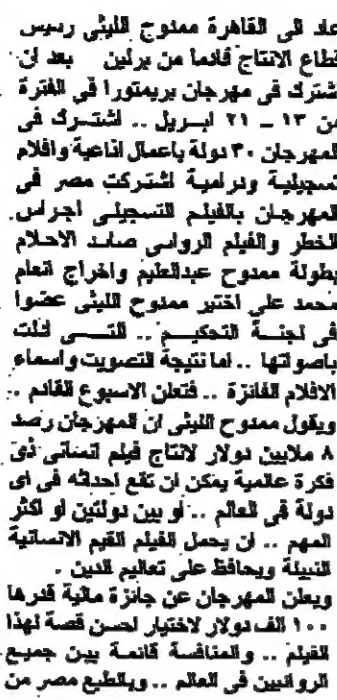 عاد الى القاهرة ممدوح الليثى رئيس
قطاع الانتاج قادما من برلين بعد ان
اشترك فى مهرجان بريمتورا فى الفترة
من ١٣ ــ ٢١ ابريل .. اشترك فى
المهرجان ٣٠ دولة باعمال اذاعية وافلام
تسجيلية ودرامية اشتركت مصر فى
المهرجان بالفيلم التسجيلى اجراس
الخطر والفيلم الروائى صائد الاحلام
بطولة ممدوح عبدالعليم واخراج انعام
محمد على اختير ممدوح الليثى عضوا
فى لجنة التحكيم .. التى ادلت
باصواتها .. اما نتيجة التصويت واسماء
الافلام الفائزة .. فتعلن الاسبوع القادم ..
ويقول ممدوح الليثى ان المهرجان رصد
٨ ملايين دولار لانتاج فيلم انسانى ذى
فكرة عالمية يمكن ان تقع احداثه فى اى
دولة فى العالم .. او بين دولتين او اكثر
المهم .. ان يحمل الفيلم القيم الانسانية
النبيلة ويحافظ على تعاليم الدين .
ويعلن المهرجان عن جائزة مالية قدرها
١٠٠ الف دولار لاختيار احسن قصة لهذا
الفيلم .. والمنافسة قائمة بين جميع
الروائيين فى العالم .. وبالطبع مصر من